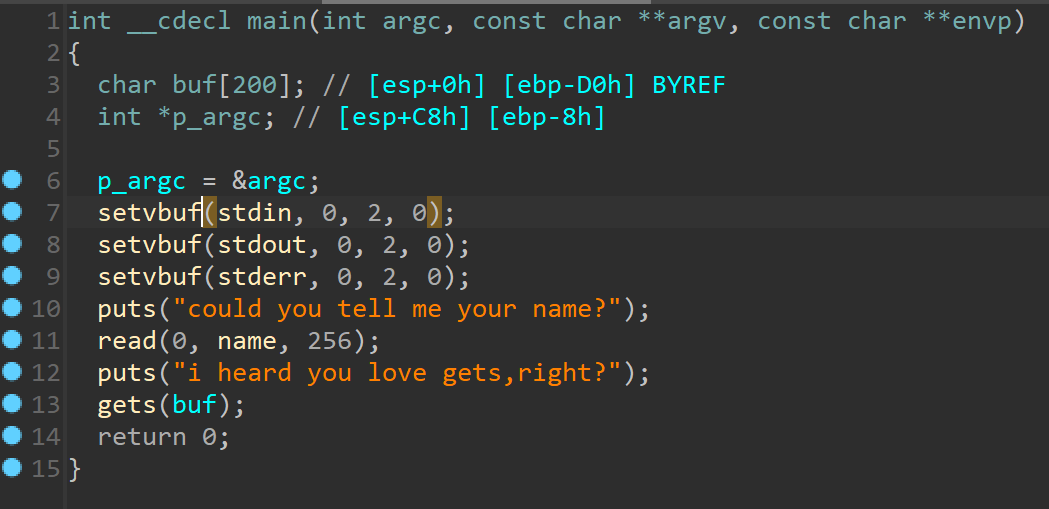 1 int __cdecl main(int argc, const char **argv, const char **envp)
2 {
3   char buf[200]; // [esp+0h] [ebp-D0h] BYREF
4   int *p_argc; // [esp+C8h] [ebp-8h]
5
6   p_argc = &argc;
7   setvbuf(stdin, 0, 2, 0);
8   setvbuf(stdout, 0, 2, 0);
9   setvbuf(stderr, 0, 2, 0);
10   puts("could you tell me your name?");
11   read(0, name, 256);
12   puts("i heard you love gets,right?");
13   gets(buf);
14   return 0;
15 }